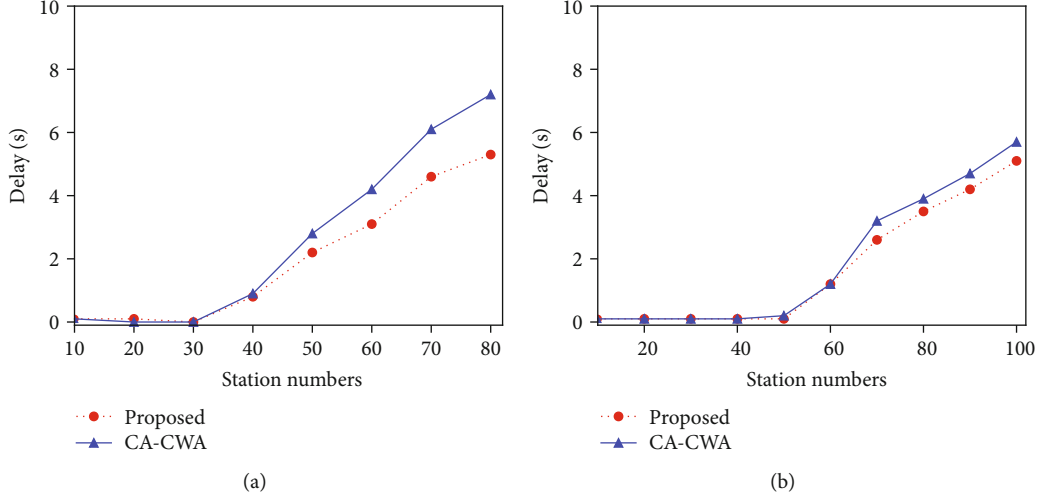 10
8
6
4
2
0
Delay (s)
10 20 30 40 50 60 70 80
Station numbers
Proposed
CA-CWA
(a)
10
8
6
4
2
0
Delay (s)
20 40 60 80 100
Station numbers
Proposed
CA-CWA
(b)